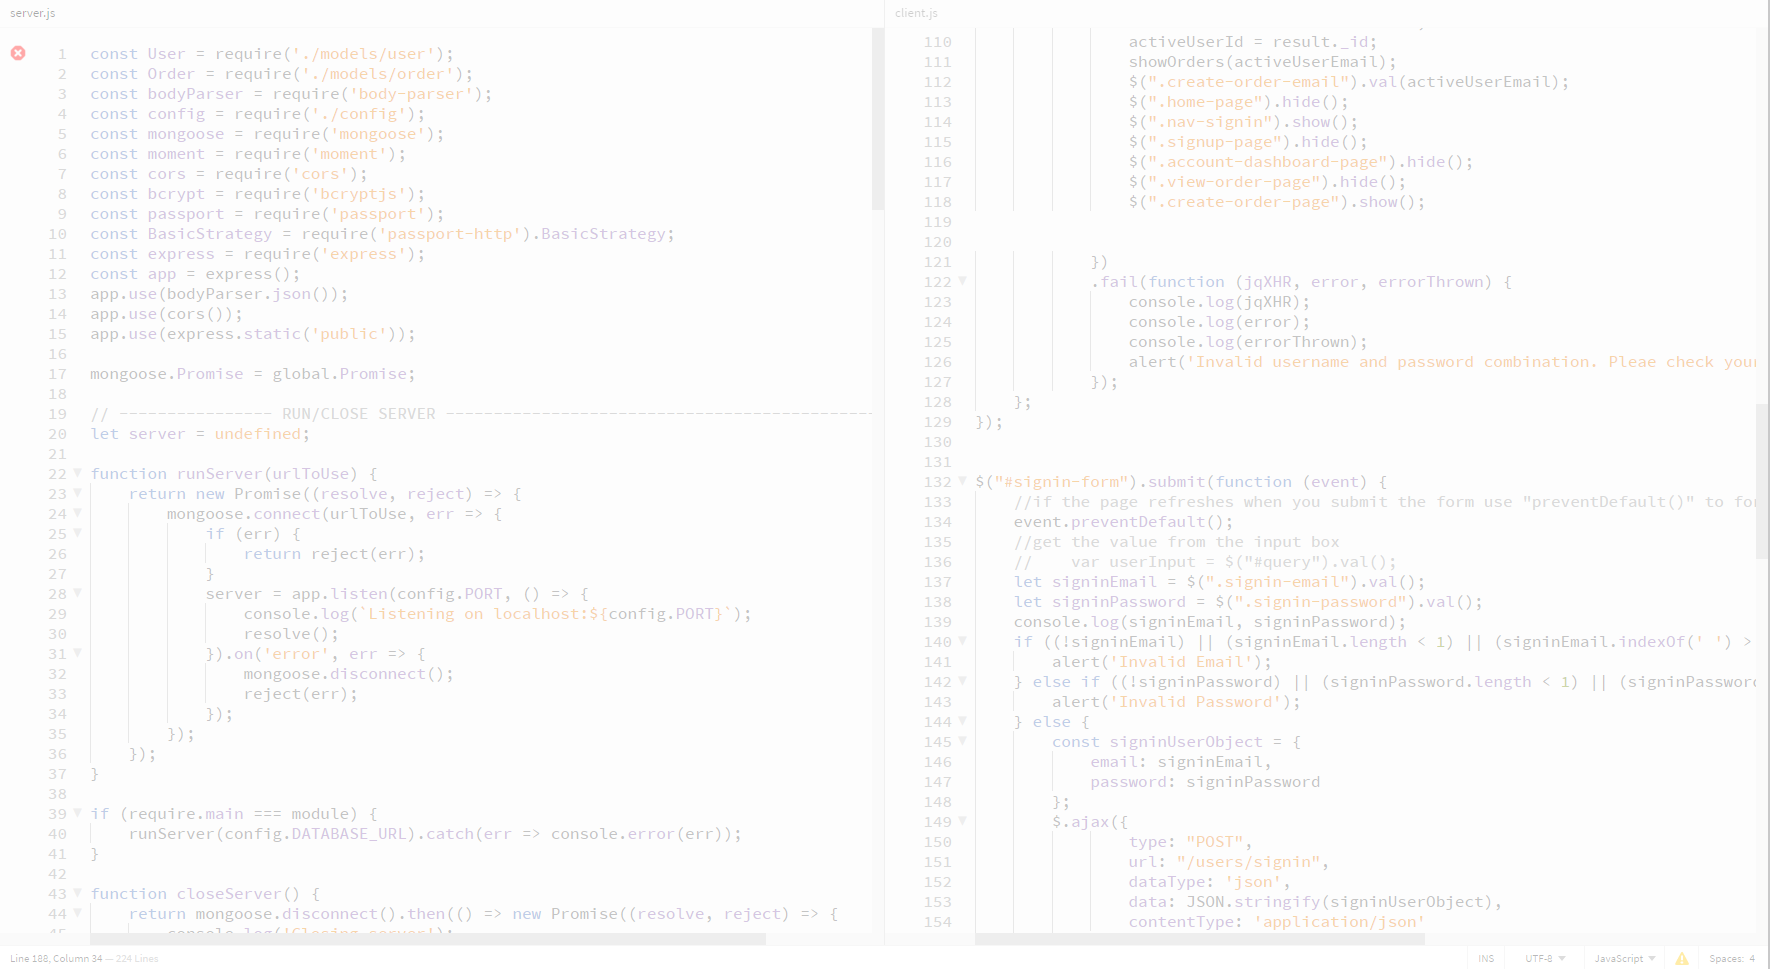 server.js
1 const User = require('./models/user');
2 const Order = require('./models/order');
3 const bodyParser = require('body-parser');
4 const config = require('./config');
5 const mongoose = require('mongoose');
6 const moment = require('moment');
7 const cors = require('cors');
8 const bcrypt = require('bcryptjs');
9 const passport = require('passport');
10 const BasicStrategy = require('passport-http').BasicStrategy;
11 const express = require('express');
12 const app = express();
13 app.use(bodyParser.json());
14 app.use(cors());
15 app.use(express.static('public'));
16
17 mongoose.Promise = global.Promise;
18
19 // ---------------- RUN/CLOSE SERVER ---------------------------------------------
20 let server = undefined;
21
22 function runServer(urlToUse) {
23 return new Promise((resolve, reject) => {
24 mongoose.connect(urlToUse, err => {
25 if (err) {
26 return reject(err);
27 }
28 server = app.listen(config.PORT, () => {
29 console.log(`Listening on localhost:${config.PORT}`);
30 resolve();
31 }).on('error', err => {
32 mongoose.disconnect();
33 reject(err);
34 });
35 });
36 });
37 }
38
39 if (require.main === module) {
40 runServer(config.DATABASE_URL).catch(err => console.error(err));
41 }
42
43 function closeServer() {
44 return mongoose.disconnect().then(() => new Promise((resolve, reject) => {
45 console.log('Closing server');
client.js
110 activeUserId = result._id;
111 showOrders(activeUserEmail);
112 $(".create-order-email").val(activeUserEmail);
113 $(".home-page").hide();
114 $(".nav-signin").show();
115 $(".signup-page").hide();
116 $(".account-dashboard-page").hide();
117 $(".view-order-page").hide();
118 $(".create-order-page").show();
119
120
121 })
122 .fail(function (jqXHR, error, errorThrown) {
123 console.log(jqXHR);
124 console.log(error);
125 console.log(errorThrown);
126 alert('Invalid username and password combination. Pleae check your
127 });
128 };
129 });
130
131
132 $("#signin-form").submit(function (event) {
133 //if the page refreshes when you submit the form use "preventDefault()" to for
134 event.preventDefault();
135 //get the value from the input box
136 // var userInput = $("#query").val();
137 let signinEmail = $(".signin-email").val();
138 let signinPassword = $(".signin-password").val();
139 console.log(signinEmail, signinPassword);
140 if ((!signinEmail) || (signinEmail.length < 1) || (signinEmail.indexOf(' ') >
141 alert('Invalid Email');
142 } else if ((!signinPassword) || (signinPassword.length < 1) || (signinPassword
143 alert('Invalid Password');
144 } else {
145 const signinUserObject = {
146 email: signinEmail,
147 password: signinPassword
148 };
149 $.ajax({
150 type: "POST",
151 url: "/users/signin",
152 dataType: 'json',
153 data: JSON.stringify(signinUserObject),
154 contentType: 'application/json'
Line 188, Column 34 — 224 Lines
INS UTF-8 JavaScript Spaces: 4